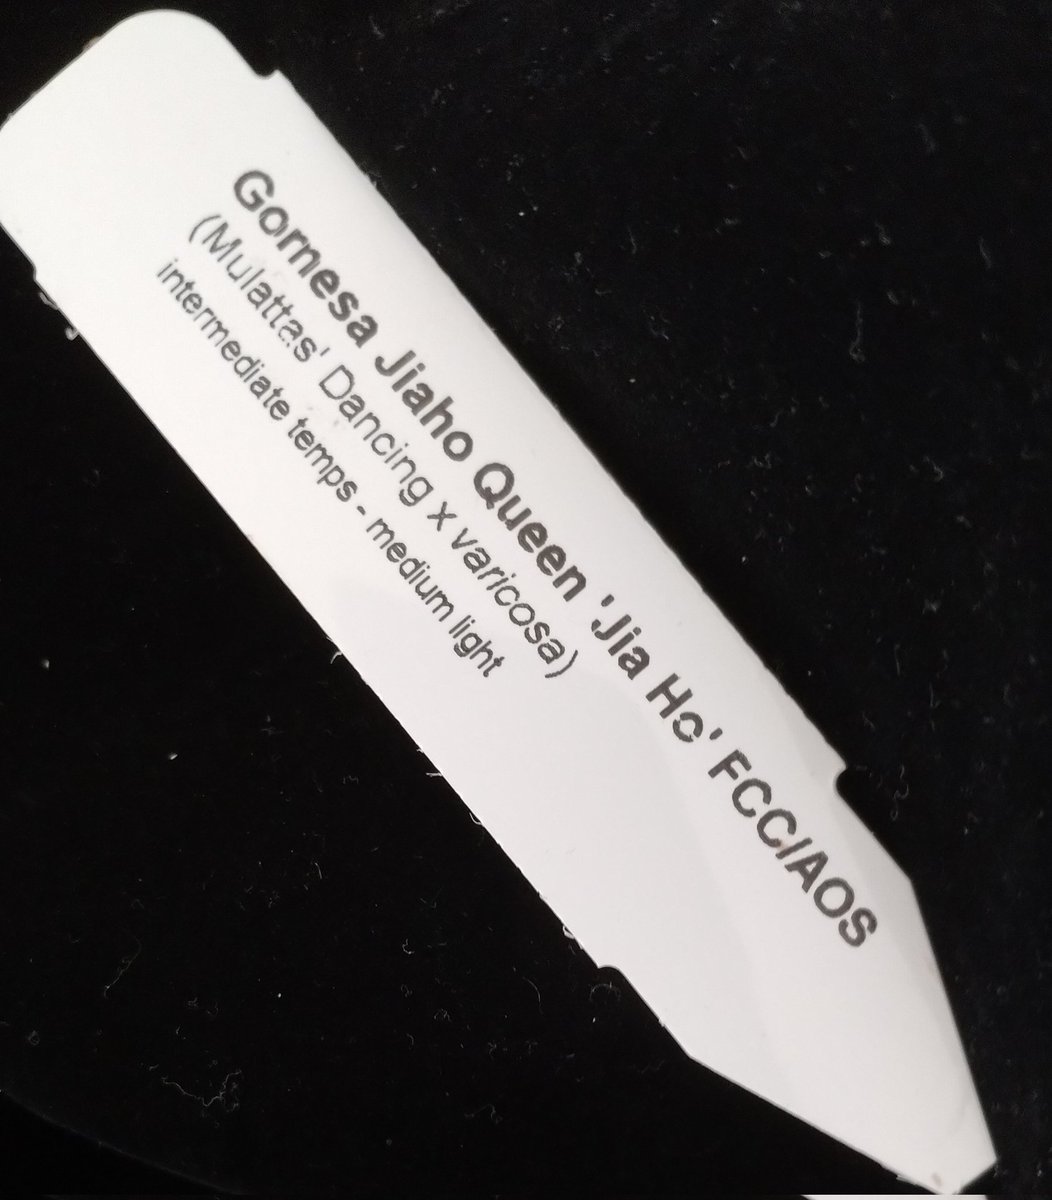 Gomesa Jiaho Queen 'Jia Ho' FCC/AOS
(Mulattas' Dancing x varicosa)
intermediate temps - medium light